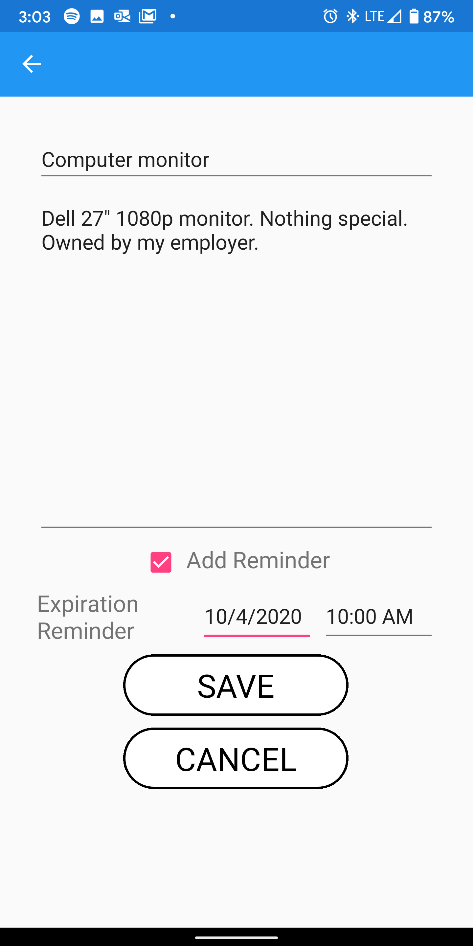 3:03 LTE 87%
Computer monitor
Dell 27" 1080p monitor. Nothing special.
Owned by my employer.
Add Reminder
Expiration
Reminder
10/4/2020 10:00 AM
SAVE
CANCEL